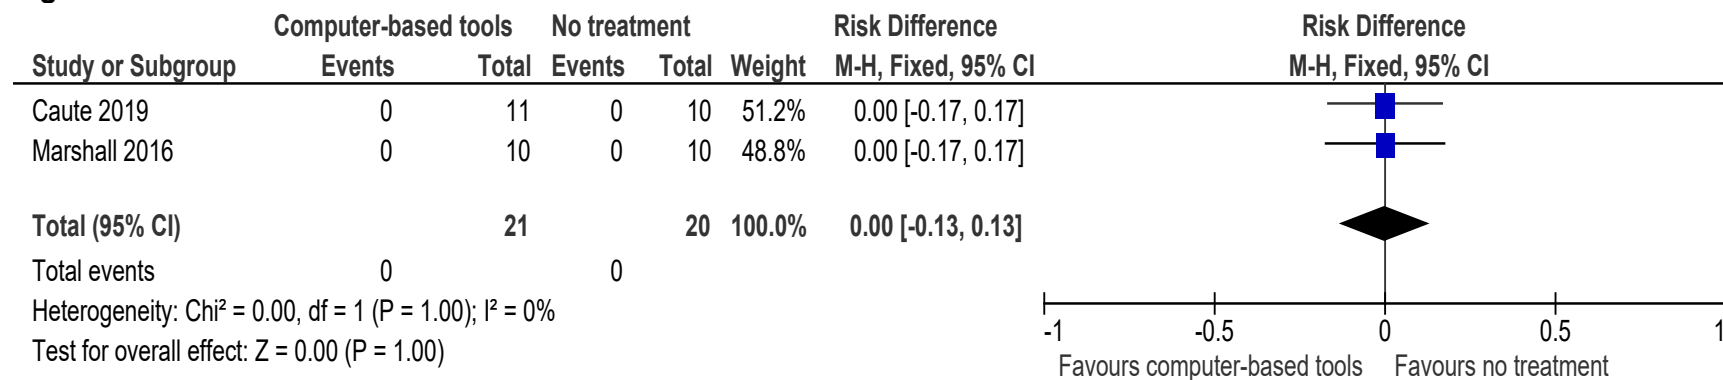 Computer-based tools No treatment Risk Difference Risk Difference
Study or Subgroup Events Total Events Total Weight M-H, Fixed, 95% CI M-H, Fixed, 95% CI
Caute 2019 0 11 0 10 51.2% 0.00 [-0.17, 0.17]
Marshall 2016 0 10 0 10 48.8% 0.00 [-0.17, 0.17]
Total (95% CI) 21 20 100.0% 0.00 [-0.13, 0.13]
Total events 0 0
Heterogeneity: Chi² = 0.00, df = 1 (P = 1.00); I² = 0%
Test for overall effect: Z = 0.00 (P = 1.00)
-1 -0.5 0 0.5 1
Favours computer-based tools Favours no treatment